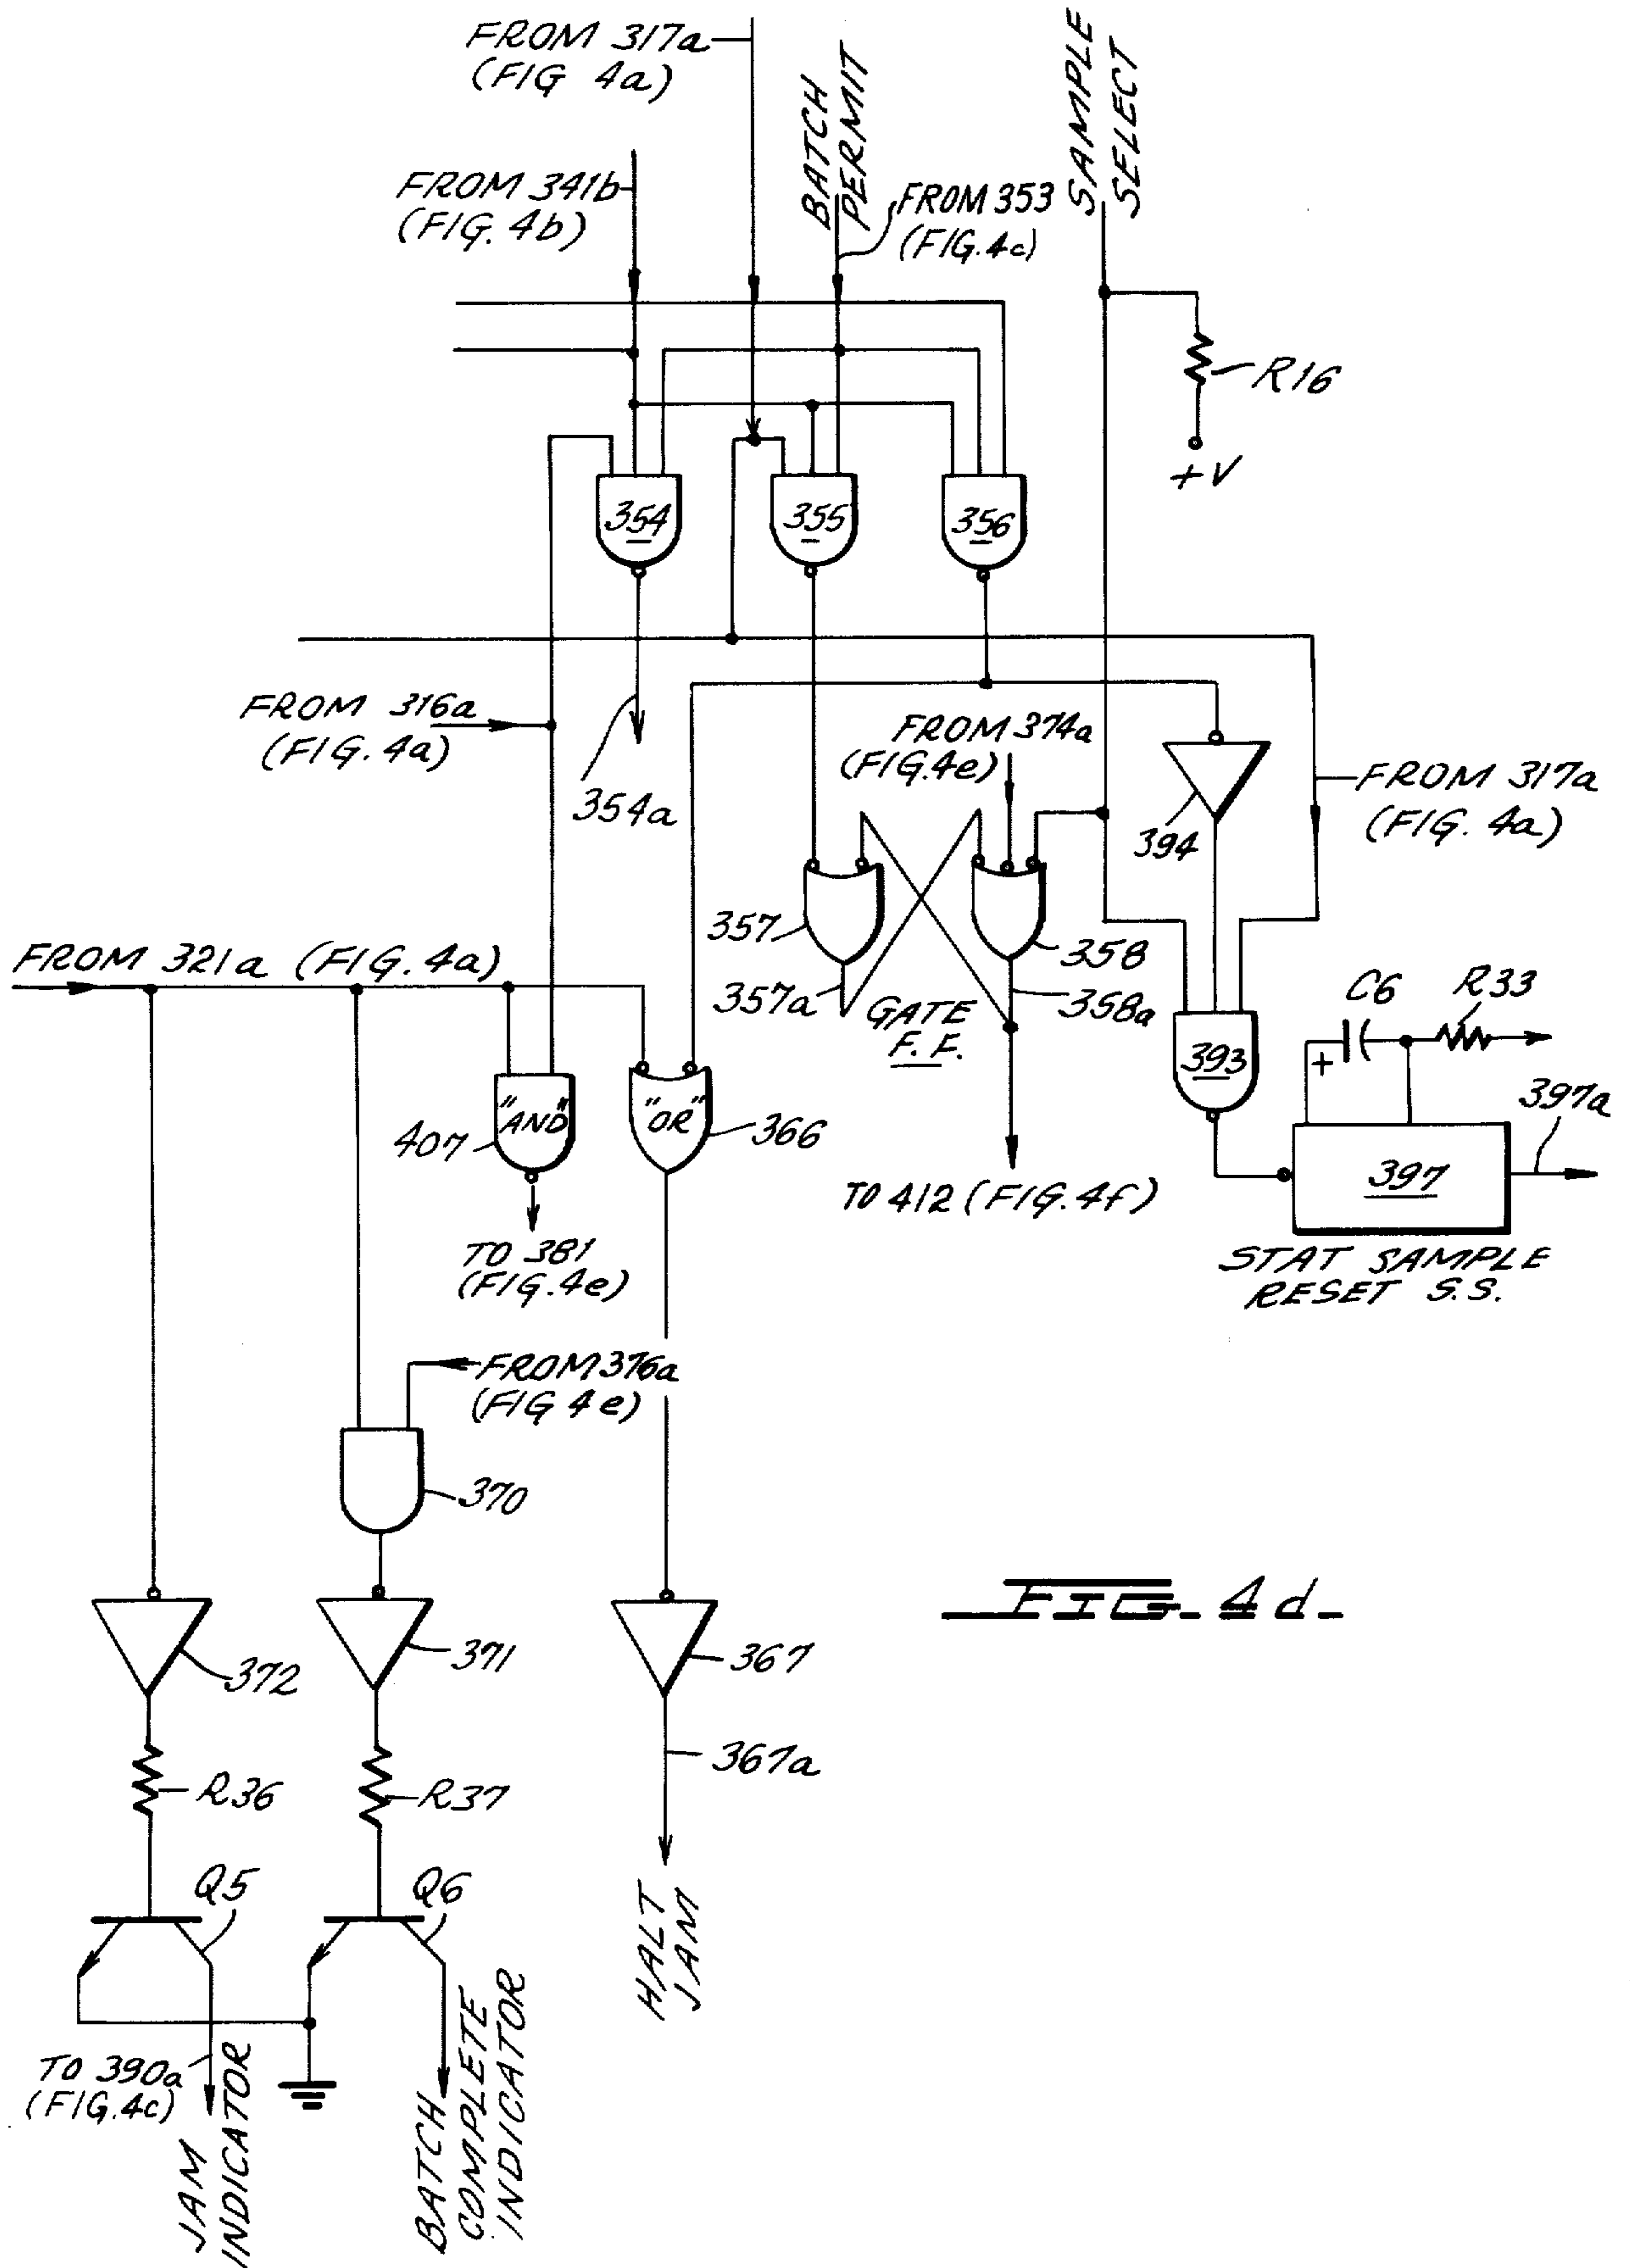 FROM 317a
(FIG 4a)
BATCH
PERMIT
SAMPLE
SELECT
FROM 341b
(FIG. 4b)
FROM 353
(FIG. 4c)
R16
+V
354
355
356
FROM 316a
(FIG. 4a)
354a
FROM 374a
(FIG. 4e)
394
FROM 317a
(FIG. 4a)
357
358
FROM 321a (FIG. 4a)
357a
GATE
F. F.
358a
C6
R33
+
393
397a
"AND"
"OR"
407
366
397
TO 412 (FIG. 4f)
TO 381
(FIG. 4e)
STAT SAMPLE
RESET S.S.
FROM 376a
(FIG 4e)
370
FIG. 4d.
372
371
367
R36
R37
367a
Q5
Q6
HALT
JAM
TO 390a
(FIG. 4c)
JAM
INDICATOR
BATCH
COMPLETE
INDICATOR